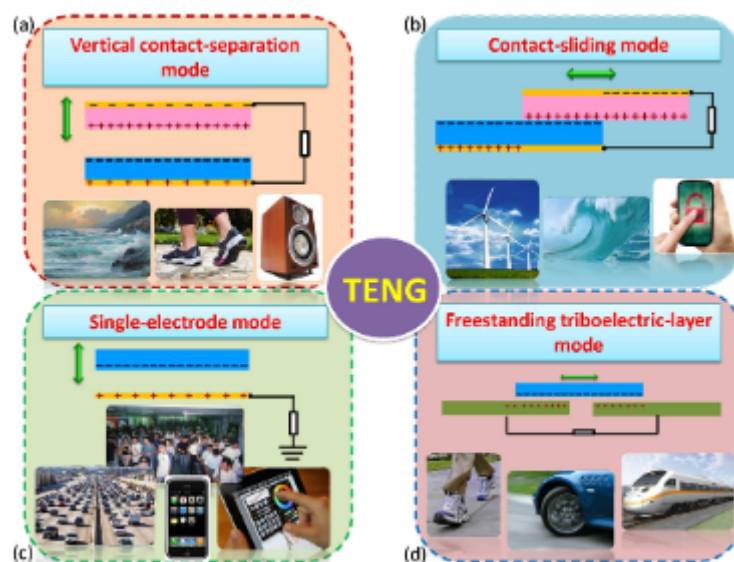 (a)
Vertical contact-separation
mode
(b)
Contact-sliding mode
TENG
Single-electrode mode
(c)
Freestanding triboelectric-layer
mode
(d)